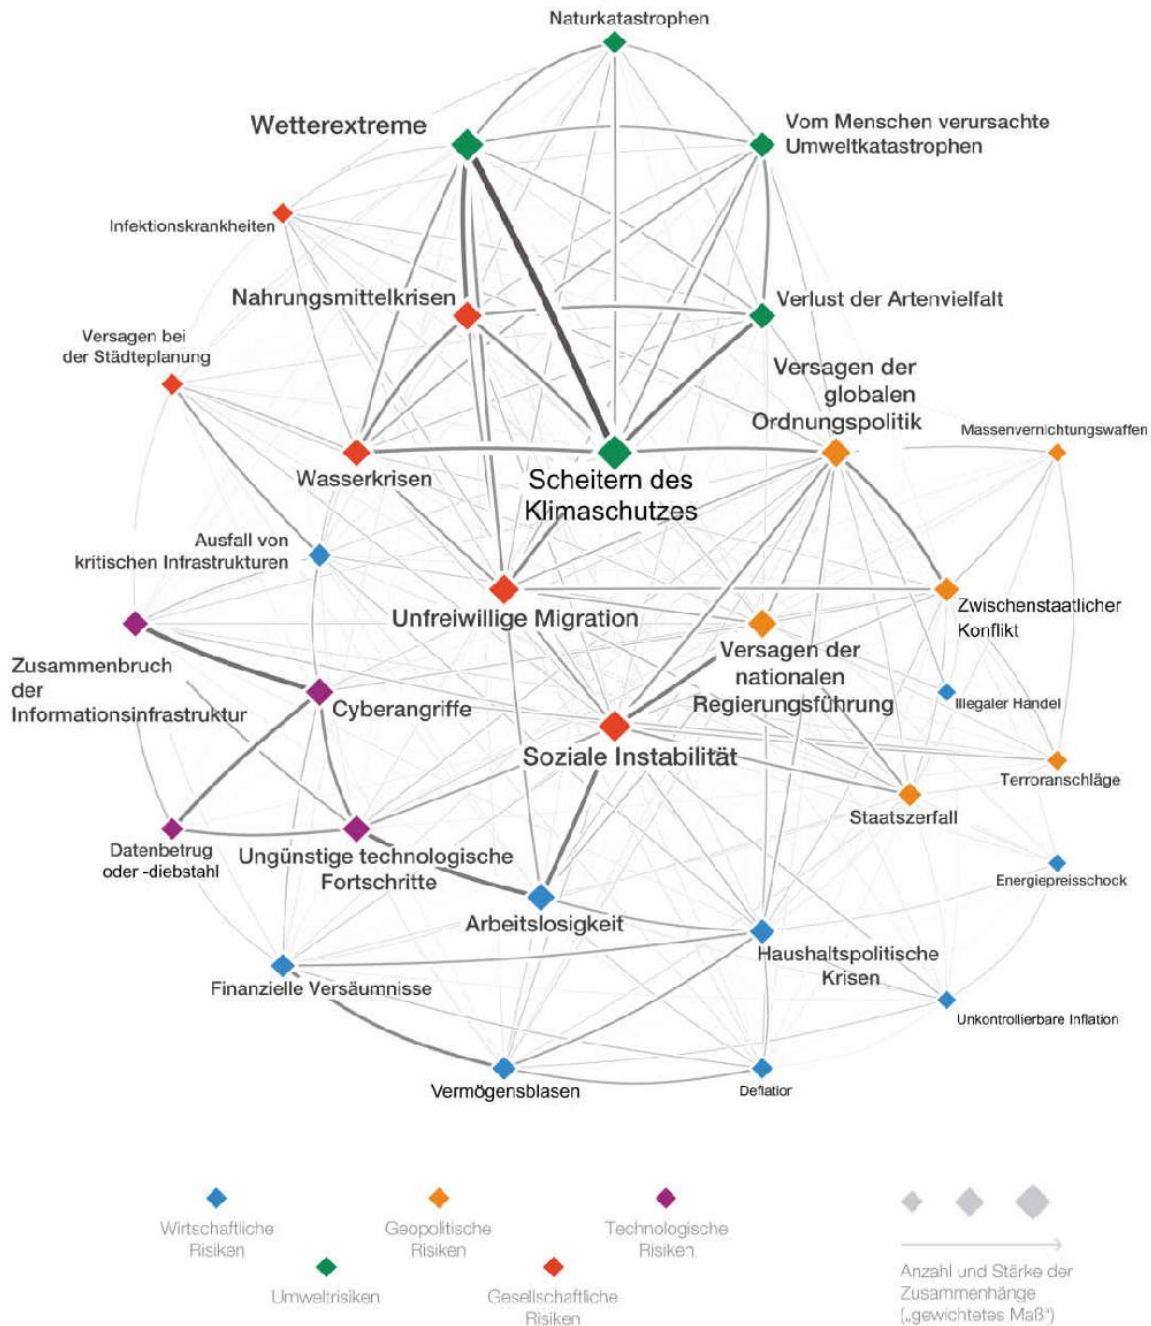 Naturkatastrophen
Wetterextreme
Vom Menschen verursachte
Umweltkatastrophen
Infektionskrankheiten
Nahrungsmittelkrisen
Verlust der Artenvielfalt
Versagen bei
der Städteplanung
Versagen der
globalen
Ordnungspolitik
Massenvernichtungswaffen
Wasserkrisen
Scheitern des
Klimaschutzes
Ausfall von
kritischen Infrastrukturen
Unfreiwillige Migration
Zwischenstaatlicher
Konflikt
Zusammenbruch
der
Informationsinfrastruktur
Versagen der
nationalen
Regierungsführung
Cyberangriffe
Illegaler Handel
Soziale Instabilität
Terroranschläge
Staatszerfall
Datenbetrug
oder -diebstahl
Ungünstige technologische
Fortschritte
Energiepreisschock
Arbeitslosigkeit
Haushaltspolitische
Krisen
Finanzielle Versäumnisse
Unkontrollierbare Inflation
Vermögensblasen
Deflatior
Wirtschaftliche
Risiken
Geopolitische
Risiken
Technologische
Risiken
Umweltrisiken
Gesellschaftliche
Risiken
Anzahl und Stärke der
Zusammenhänge
(„gewichtetes Maß“)